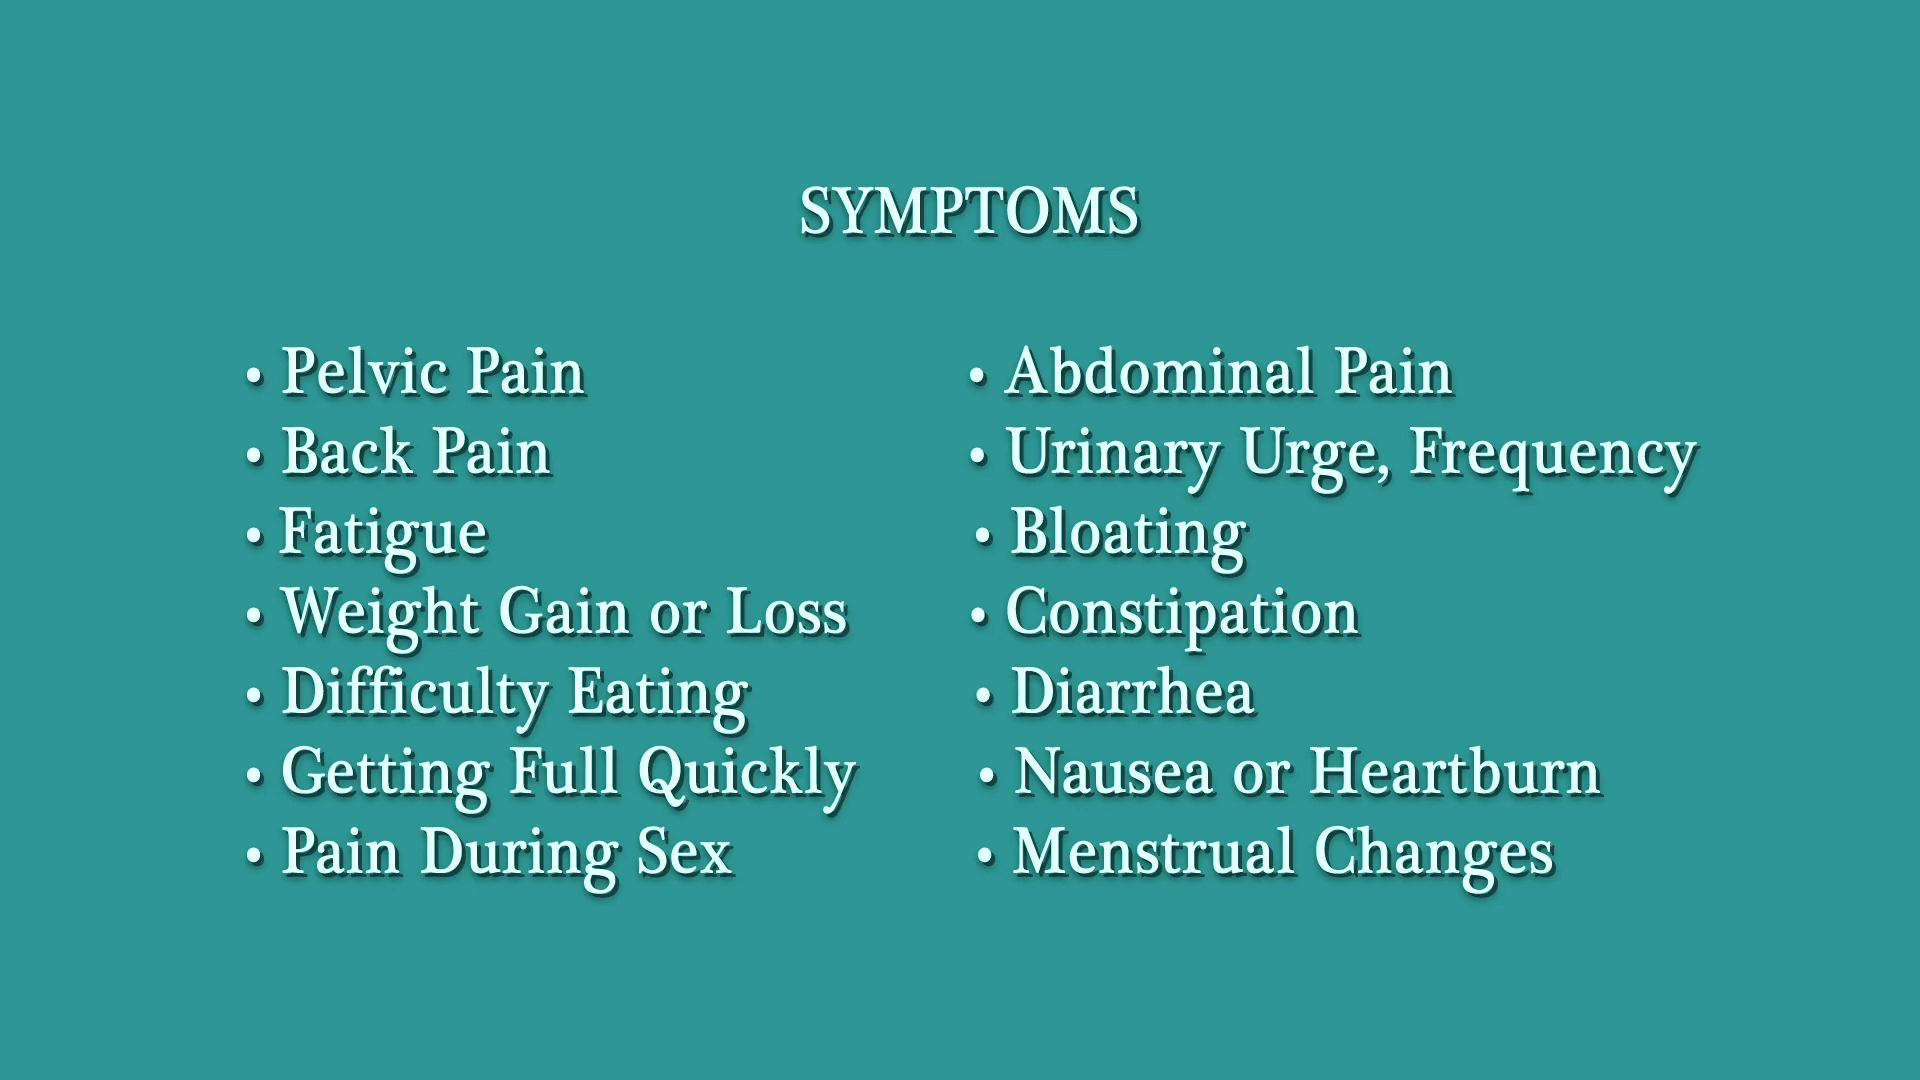 SYMPTOMS
• Pelvic Pain
• Back Pain
• Fatigue
• Weight Gain or Loss
• Difficulty Eating
• Getting Full Quickly
• Pain During Sex
• Abdominal Pain
• Urinary Urge, Frequency
• Bloating
• Constipation
• Diarrhea
• Nausea or Heartburn
• Menstrual Changes